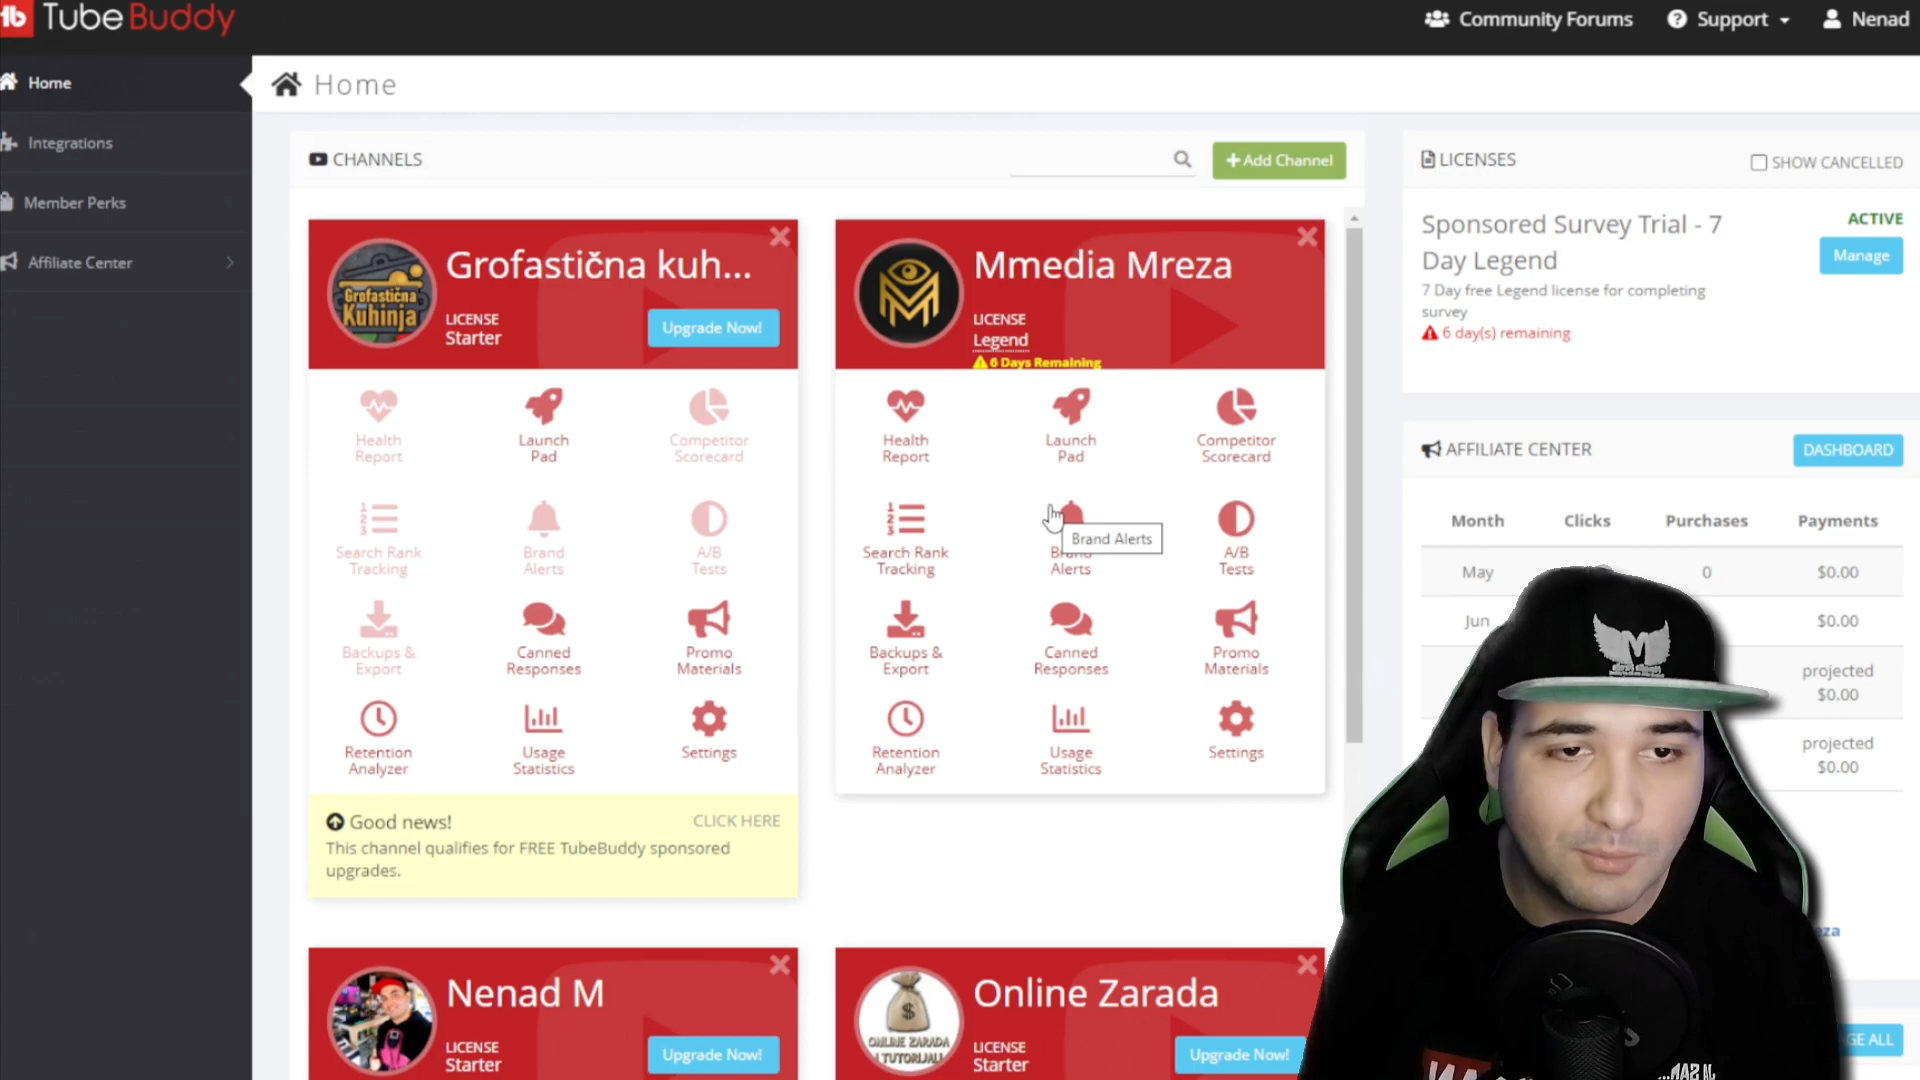 TubeBuddy
Community Forums
Support
Nenad
Home
Integrations
Member Perks
Affiliate Center
Home
CHANNELS
Add Channel
Grofastična kuh...
Grofastična
Kuhinja
LICENSE
Starter
Upgrade Now!
Health
Report
Launch
Pad
Competitor
Scorecard
Search Rank
Tracking
Brand
Alerts
A/B
Tests
Backups &
Export
Canned
Responses
Promo
Materials
Retention
Analyzer
Usage
Statistics
Settings
Good news!
CLICK HERE
This channel qualifies for FREE TubeBuddy sponsored
upgrades.
Mmedia Mreza
LICENSE
Legend
6 Days Remaining
Health
Report
Launch
Pad
Competitor
Scorecard
Search Rank
Tracking
Brand Alerts
Alerts
A/B
Tests
Backups &
Export
Canned
Responses
Promo
Materials
Retention
Analyzer
Usage
Statistics
Settings
Nenad M
LICENSE
Starter
Upgrade Now!
Online Zarada
ONLINE ZARADA
I TUTORIJALI
LICENSE
Starter
Upgrade Now!
LICENSES
SHOW CANCELLED
Sponsored Survey Trial - 7
Day Legend
ACTIVE
Manage
7 Day free Legend license for completing
survey
6 day(s) remaining
AFFILIATE CENTER
DASHBOARD
Month Clicks Purchases Payments
May 0 $0.00
Jun $0.00
projected
$0.00
projected
$0.00